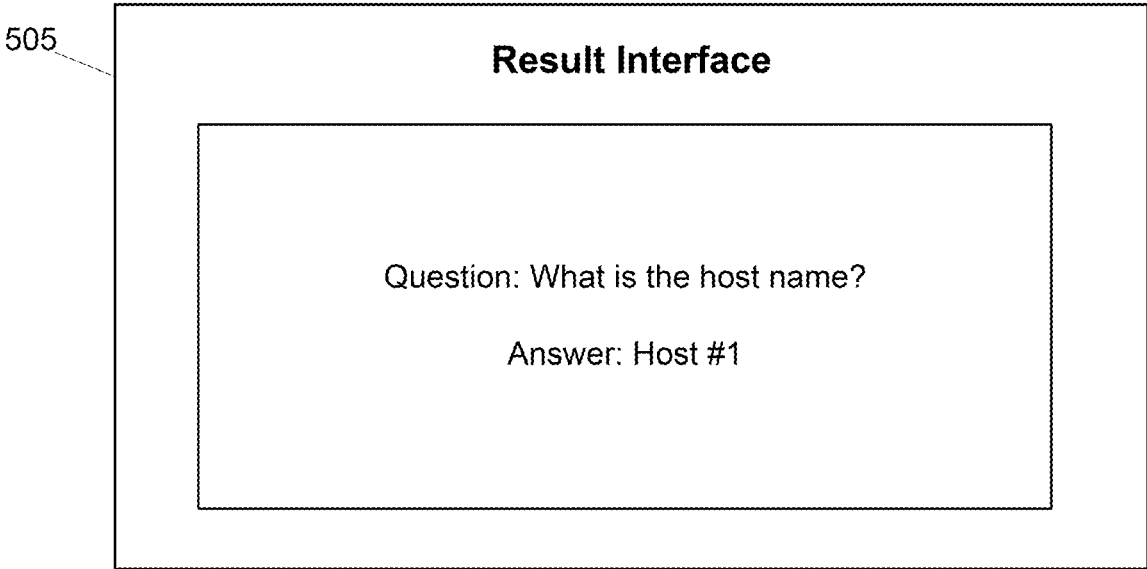 505
Result Interface
Question: What is the host name?
Answer: Host #1